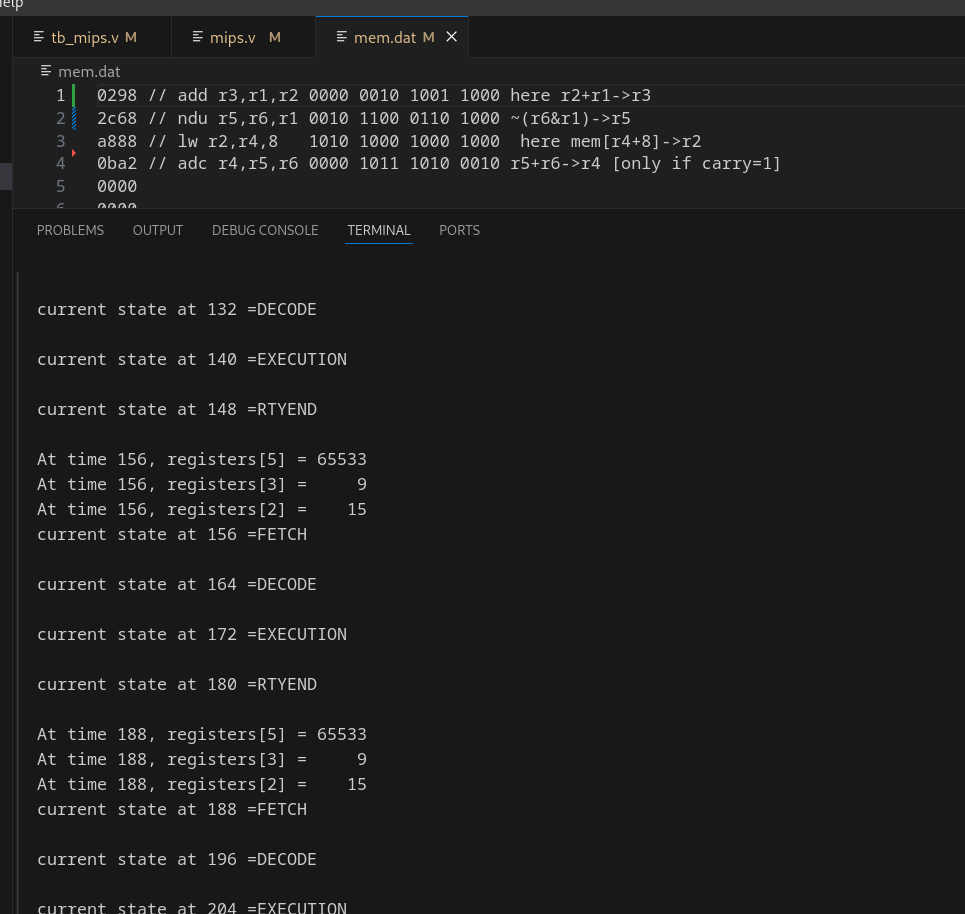 Help
tb_mips.v M mips.v M mem.dat M
mem.dat
1 0298 // add r3,r1,r2 0000 0010 1001 1000 here r2+r1->r3
2 2c68 // ndu r5,r6,r1 0010 1100 0110 1000 ~(r6&r1)->r5
3 a888 // lw r2,r4,8   1010 1000 1000 1000  here mem[r4+8]->r2
4 0ba2 // adc r4,r5,r6 0000 1011 1010 0010 r5+r6->r4 [only if carry=1]
5 0000
6 0000
PROBLEMS OUTPUT DEBUG CONSOLE TERMINAL PORTS
current state at 132 =DECODE
current state at 140 =EXECUTION
current state at 148 =RTYEND
At time 156, registers[5] = 65533
At time 156, registers[3] =     9
At time 156, registers[2] =    15
current state at 156 =FETCH
current state at 164 =DECODE
current state at 172 =EXECUTION
current state at 180 =RTYEND
At time 188, registers[5] = 65533
At time 188, registers[3] =     9
At time 188, registers[2] =    15
current state at 188 =FETCH
current state at 196 =DECODE
current state at 204 =EXECUTION